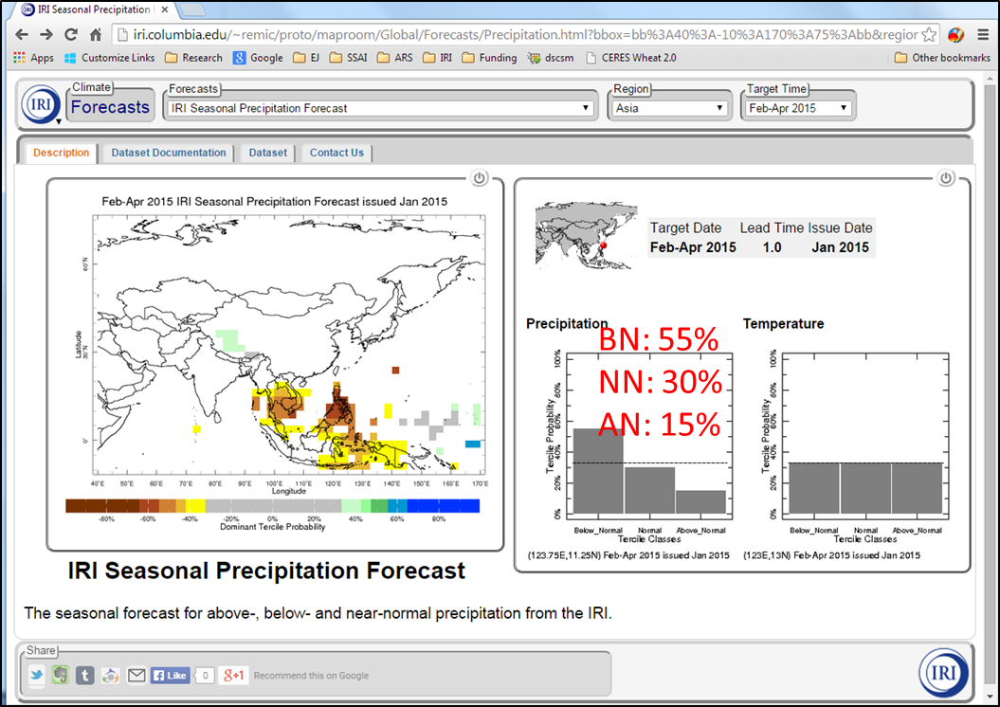 IRI Seasonal Precipitation
iri.columbia.edu/~remic/proto/maproom/Global/Forecasts/Precipitation.html?bbox=bb%3A40%3A-10%3A170%3A75%3Abb&region
Apps Customize Links Research Google EJ SSAI ARS IRI Funding dscsm CERES Wheat 2.0 Other bookmarks
IRI
Climate Forecasts Region Target Time
Forecasts IRI Seasonal Precipitation Forecast Asia Feb-Apr 2015
Description Dataset Documentation Dataset Contact Us
Feb-Apr 2015 IRI Seasonal Precipitation Forecast issued Jan 2015
Latitude
60°N
30°N
0°
40°E 50°E 60°E 70°E 80°E 90°E 100°E 110°E 120°E 130°E 140°E 150°E 160°E 170°E
Longitude
-80% -60% -40% -20% 0% 20% 40% 60% 80%
Dominant Tercile Probability
Target Date Lead Time Issue Date
Feb-Apr 2015 1.0 Jan 2015
Precipitation
BN: 55%
NN: 30%
AN: 15%
Tercile Probability
100%
80%
60%
40%
20%
0%
Below_Normal Normal Above_Normal
Tercile Classes
(123.75E,11.25N) Feb-Apr 2015 issued Jan 2015
Temperature
Tercile Probability
100%
80%
60%
40%
20%
0%
Below_Normal Normal Above_Normal
Tercile Classes
(123E,13N) Feb-Apr 2015 issued Jan 2015
IRI Seasonal Precipitation Forecast
The seasonal forecast for above-, below- and near-normal precipitation from the IRI.
Share
t f Like 0 g+1 Recommend this on Google
IRI